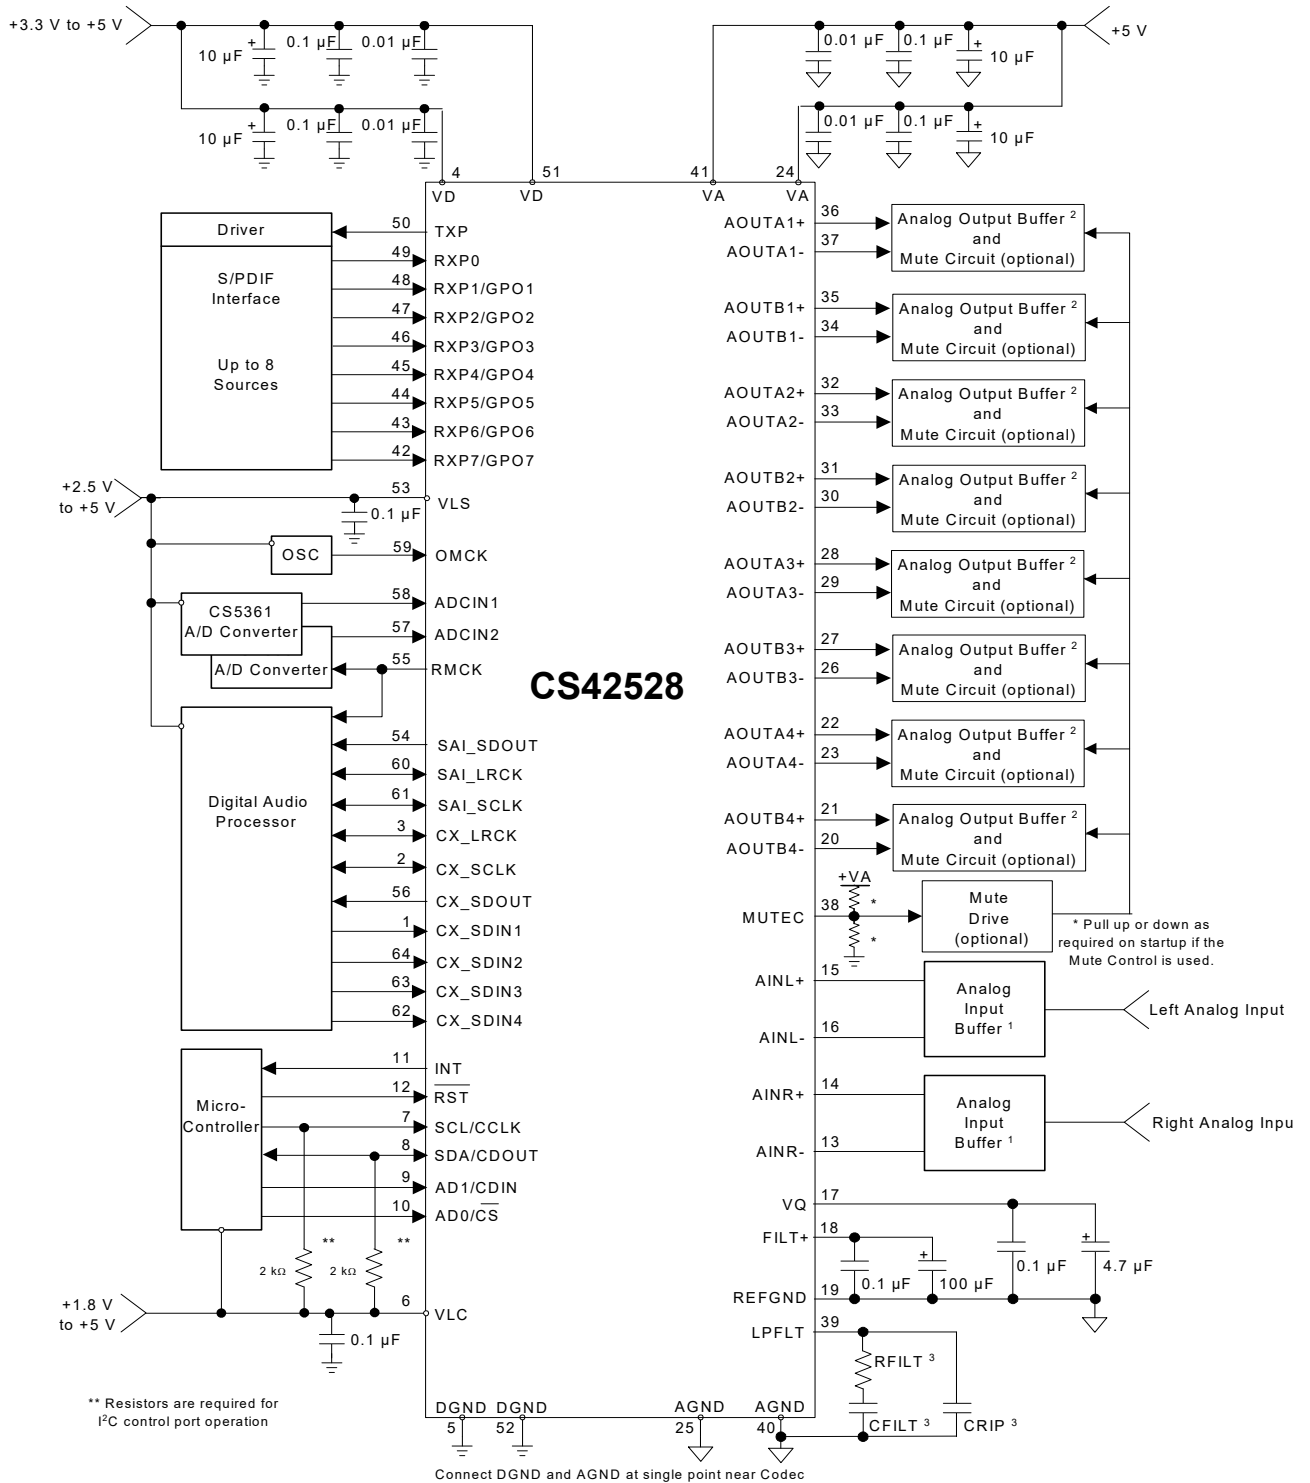 +3.3 V to +5 V
10 µF
+
0.1 µF
0.01 µF
10 µF
+
0.1 µF
0.01 µF
+5 V
0.01 µF
0.1 µF
+
10 µF
0.01 µF
0.1 µF
+
10 µF
4
51
41
24
VD
VD
VA
VA
Driver
50
TXP
S/PDIF
Interface
Up to 8
Sources
49
RXP0
48
RXP1/GPO1
47
RXP2/GPO2
46
RXP3/GPO3
45
RXP4/GPO4
44
RXP5/GPO5
43
RXP6/GPO6
42
RXP7/GPO7
+2.5 V
to +5 V
53
VLS
0.1 µF
OSC
59
OMCK
CS5361
A/D Converter
58
ADCIN1
57
ADCIN2
A/D Converter
55
RMCK
CS42528
Digital Audio
Processor
54
SAI_SDOUT
60
SAI_LRCK
61
SAI_SCLK
3
CX_LRCK
2
CX_SCLK
56
CX_SDOUT
1
CX_SDIN1
64
CX_SDIN2
63
CX_SDIN3
62
CX_SDIN4
Micro-
Controller
11
INT
12
RST
7
SCL/CCLK
8
SDA/CDOUT
9
AD1/CDIN
10
AD0/CS
**
**
2 kΩ
2 kΩ
+1.8 V
to +5 V
6
VLC
0.1 µF
** Resistors are required for
I²C control port operation
AOUTA1+
36
AOUTA1-
37
Analog Output Buffer ²
and
Mute Circuit (optional)
AOUTB1+
35
AOUTB1-
34
Analog Output Buffer ²
and
Mute Circuit (optional)
AOUTA2+
32
AOUTA2-
33
Analog Output Buffer ²
and
Mute Circuit (optional)
AOUTB2+
31
AOUTB2-
30
Analog Output Buffer ²
and
Mute Circuit (optional)
AOUTA3+
28
AOUTA3-
29
Analog Output Buffer ²
and
Mute Circuit (optional)
AOUTB3+
27
AOUTB3-
26
Analog Output Buffer ²
and
Mute Circuit (optional)
AOUTA4+
22
AOUTA4-
23
Analog Output Buffer ²
and
Mute Circuit (optional)
AOUTB4+
21
AOUTB4-
20
Analog Output Buffer ²
and
Mute Circuit (optional)
+VA
*
*
MUTEC
38
Mute
Drive
(optional)
* Pull up or down as
required on startup if the
Mute Control is used.
AINL+
15
AINL-
16
Analog
Input
Buffer ¹
Left Analog Input
AINR+
14
AINR-
13
Analog
Input
Buffer ¹
Right Analog Inpu
VQ
17
FILT+
18
0.1 µF
+
100 µF
0.1 µF
+
4.7 µF
REFGND
19
LPFLT
39
RFILT ³
CFILT ³
CRIP ³
DGND
DGND
AGND
AGND
5
52
25
40
Connect DGND and AGND at single point near Codec